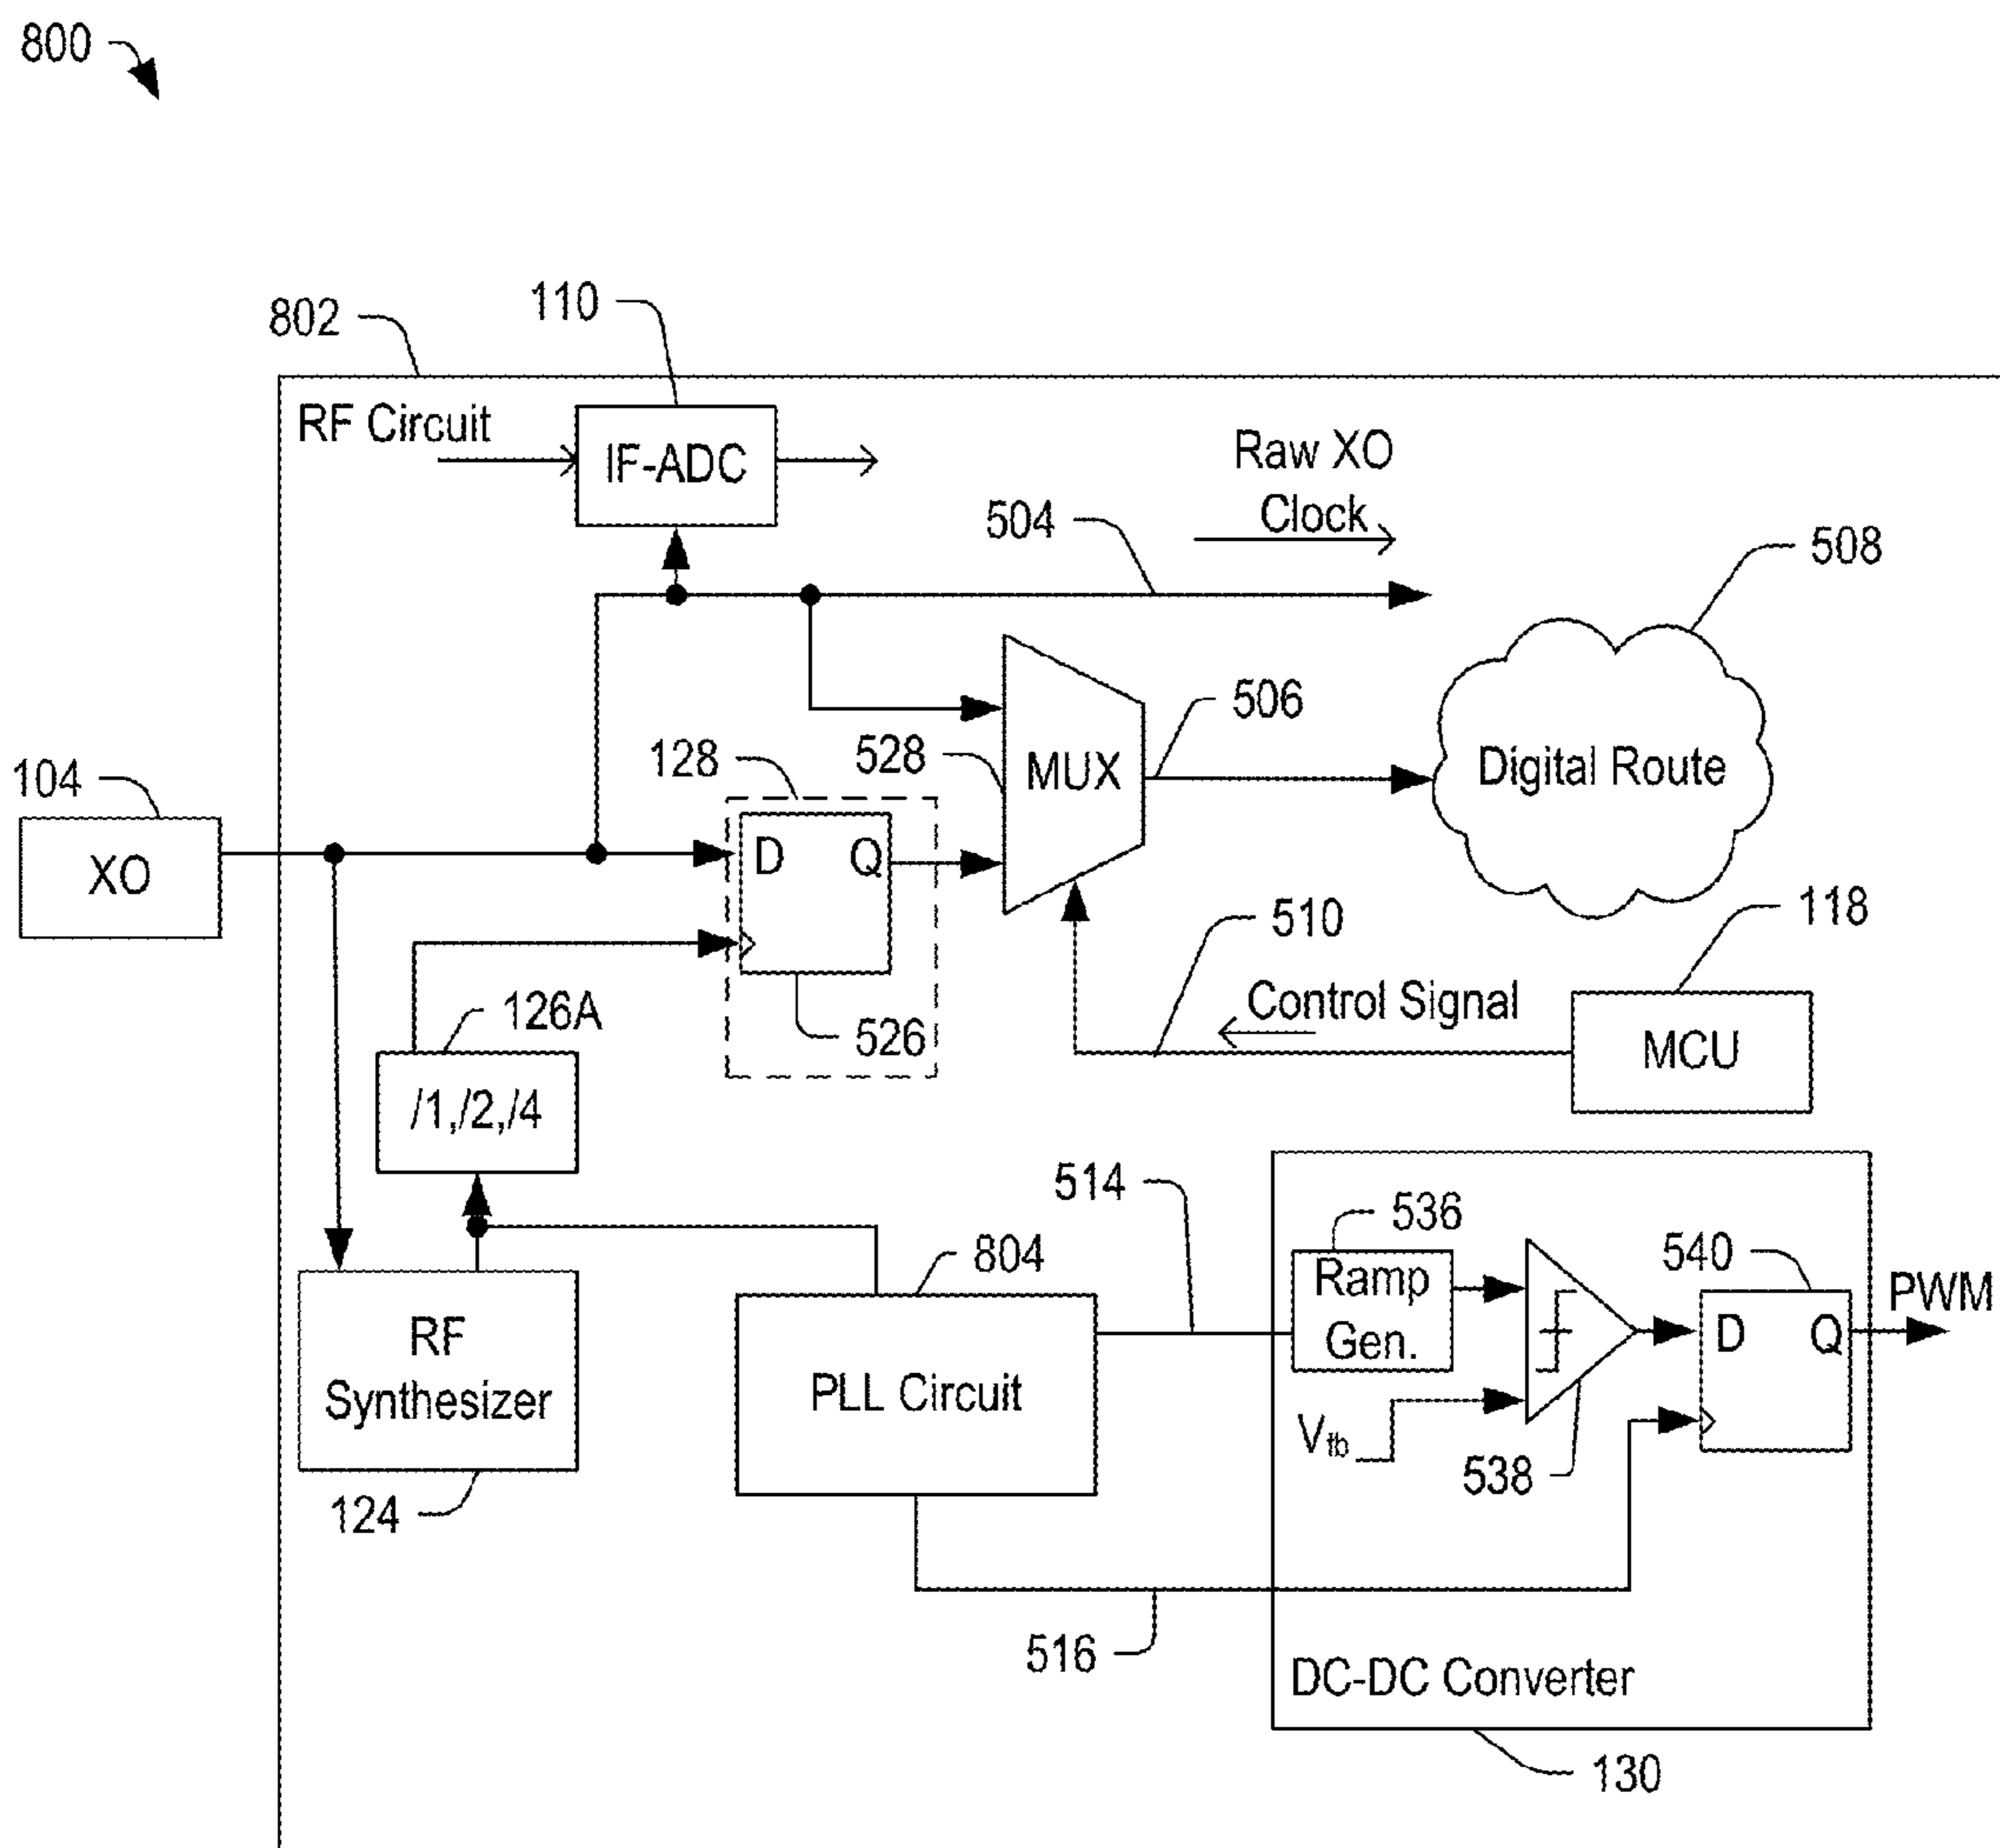 800
802
110
RF Circuit
IF-ADC
Raw XO
Clock
504
508
506
128
528
MUX
Digital Route
104
XO
D
Q
510
118
Control Signal
126A
526
MCU
/1,/2,/4
514
536
804
540
Ramp
Gen.
PWM
D
Q
RF
Synthesizer
PLL Circuit
Vfb
538
124
516
DC-DC Converter
130